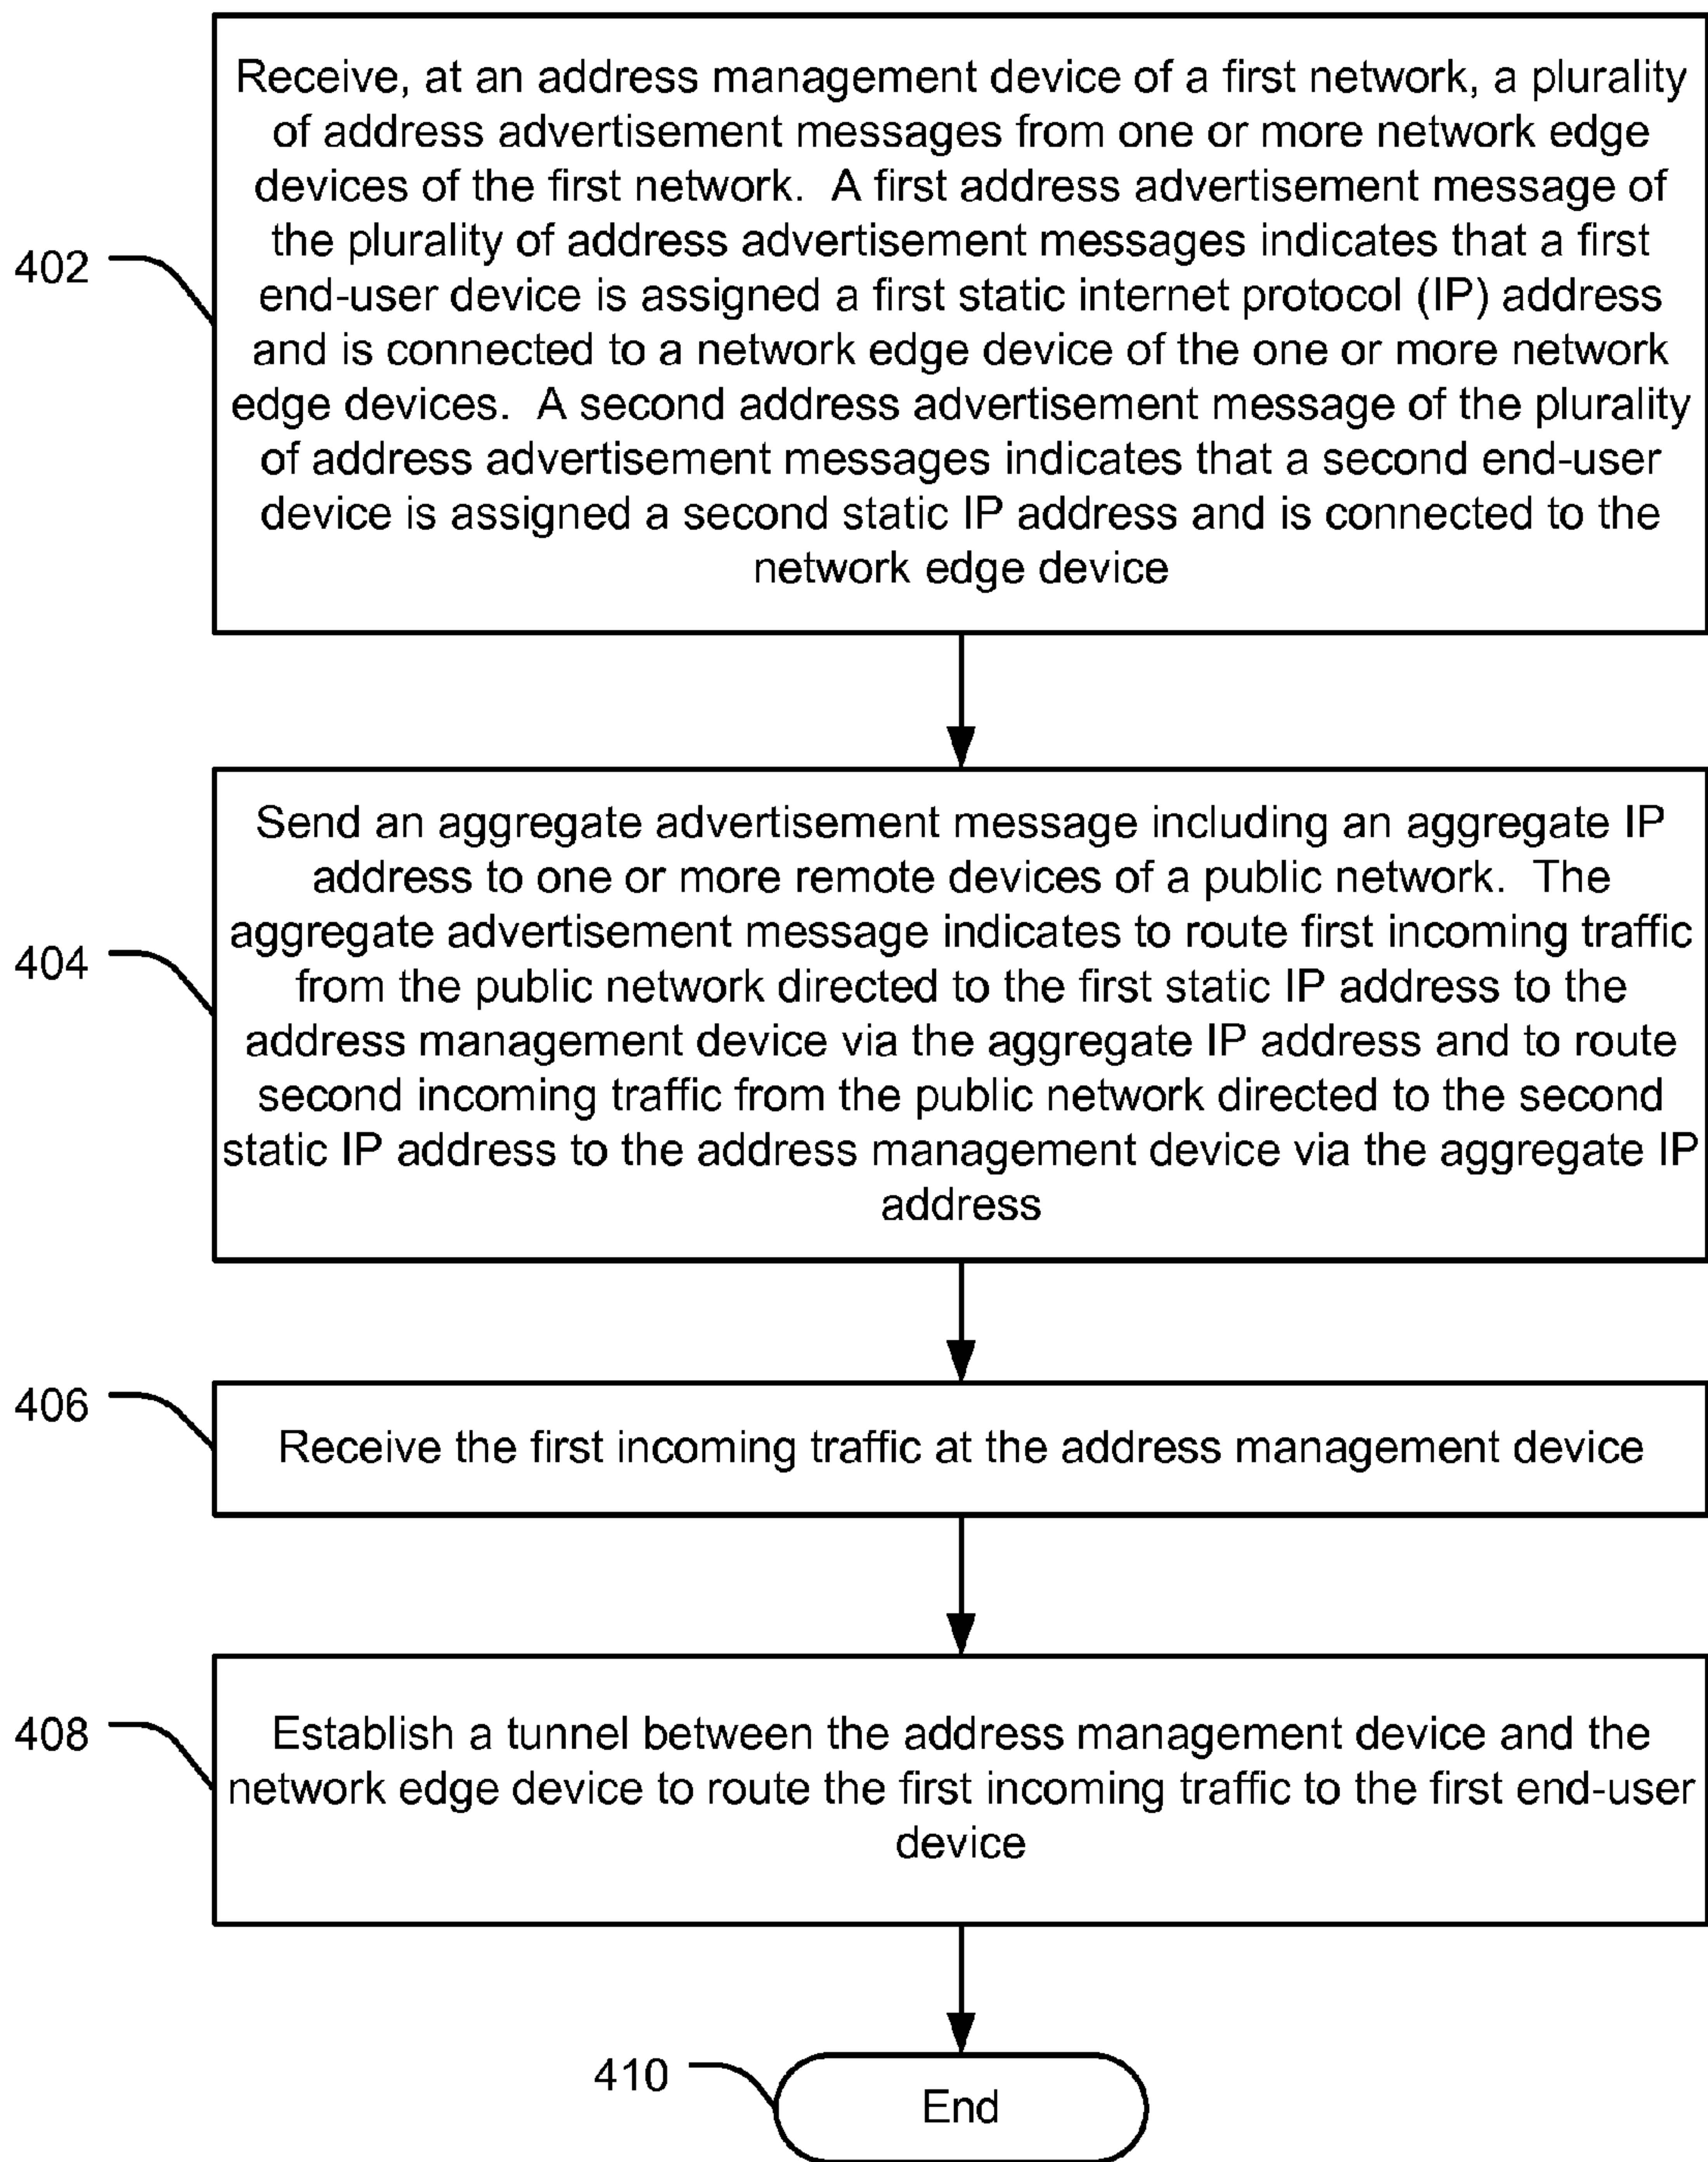 Receive, at an address management device of a first network, a plurality
of address advertisement messages from one or more network edge
devices of the first network.  A first address advertisement message of
the plurality of address advertisement messages indicates that a first
end-user device is assigned a first static internet protocol (IP) address
and is connected to a network edge device of the one or more network
edge devices.  A second address advertisement message of the plurality
of address advertisement messages indicates that a second end-user
device is assigned a second static IP address and is connected to the
network edge device
402
Send an aggregate advertisement message including an aggregate IP
address to one or more remote devices of a public network.  The
aggregate advertisement message indicates to route first incoming traffic
from the public network directed to the first static IP address to the
address management device via the aggregate IP address and to route
second incoming traffic from the public network directed to the second
static IP address to the address management device via the aggregate IP
address
404
406
Receive the first incoming traffic at the address management device
408
Establish a tunnel between the address management device and the
network edge device to route the first incoming traffic to the first end-user
device
410
End